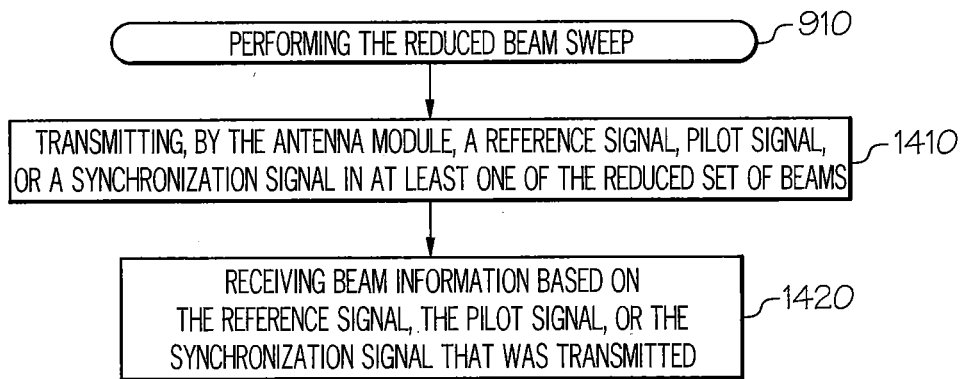 PERFORMING THE REDUCED BEAM SWEEP
910
TRANSMITTING, BY THE ANTENNA MODULE, A REFERENCE SIGNAL, PILOT SIGNAL,
OR A SYNCHRONIZATION SIGNAL IN AT LEAST ONE OF THE REDUCED SET OF BEAMS
1410
RECEIVING BEAM INFORMATION BASED ON
THE REFERENCE SIGNAL, THE PILOT SIGNAL, OR THE
SYNCHRONIZATION SIGNAL THAT WAS TRANSMITTED
1420